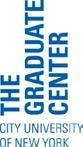 THE
GRADUATE
CENTER
CITY UNIVERSITY
OF NEW YORK